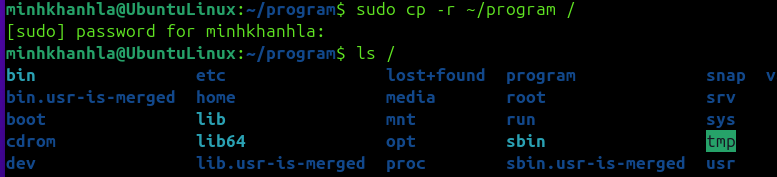 minhkhanhla@UbuntuLinux:~/program$ sudo cp -r ~/program /
[sudo] password for minhkhanhla:
minhkhanhla@UbuntuLinux:~/program$ ls /
bin etc lost+found program snap v
bin.usr-is-merged home media root srv
boot lib mnt run sys
cdrom lib64 opt sbin tmp
dev lib.usr-is-merged proc sbin.usr-is-merged usr